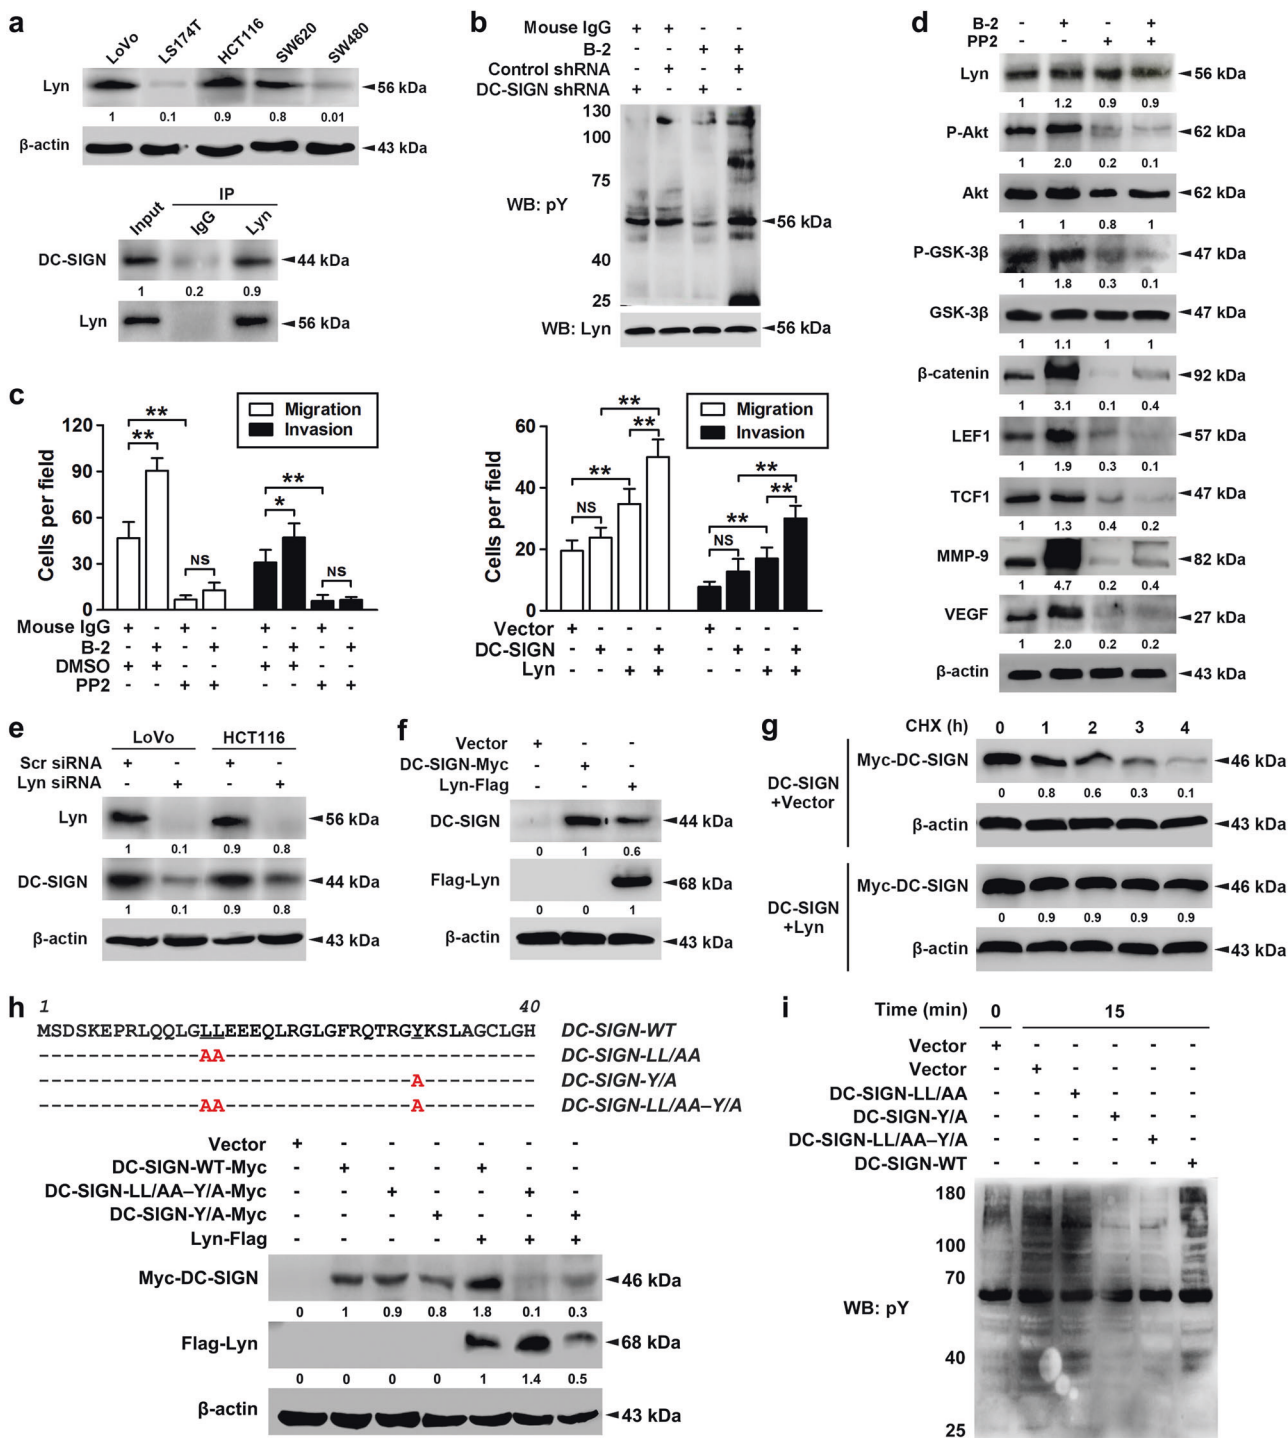 a
LoVo LS174T HCT116 SW620 SW480
Lyn 56 kDa
1 0.1 0.9 0.8 0.01
β-actin 43 kDa
IP
Input IgG Lyn
DC-SIGN 44 kDa
1 0.2 0.9
Lyn 56 kDa
b
Mouse IgG + + - -
B-2 - - + +
Control shRNA - + - +
DC-SIGN shRNA + - + -
130
100
75
WB: pY 56 kDa
40
25
WB: Lyn 56 kDa
c
Migration
Invasion
Cells per field
120
90
60
30
0
** ** NS ** * NS
Mouse IgG + - + - + - + -
B-2 - + - + - + - +
DMSO + + - - + + - -
PP2 - - + + - - + +
Migration
Invasion
Cells per field
60
40
20
0
NS ** ** ** NS ** ** **
Vector + - - - + - - -
DC-SIGN - + - + - + - +
Lyn - - + + - - + +
d
B-2 - + - +
PP2 - - + +
Lyn 56 kDa
1 1.2 0.9 0.9
P-Akt 62 kDa
1 2.0 0.2 0.1
Akt 62 kDa
1 1 0.8 1
P-GSK-3β 47 kDa
1 1.8 0.3 0.1
GSK-3β 47 kDa
1 1.1 1 1
β-catenin 92 kDa
1 3.1 0.1 0.4
LEF1 57 kDa
1 1.9 0.3 0.1
TCF1 47 kDa
1 1.3 0.4 0.2
MMP-9 82 kDa
1 4.7 0.2 0.4
VEGF 27 kDa
1 2.0 0.2 0.2
β-actin 43 kDa
e
LoVo HCT116
Scr siRNA + - + -
Lyn siRNA - + - +
Lyn 56 kDa
1 0.1 0.9 0.8
DC-SIGN 44 kDa
1 0.1 0.9 0.8
β-actin 43 kDa
f
Vector + - -
DC-SIGN-Myc - + -
Lyn-Flag - - +
DC-SIGN 44 kDa
0 1 0.6
Flag-Lyn 68 kDa
0 0 1
β-actin 43 kDa
g
CHX (h) 0 1 2 3 4
DC-SIGN
+Vector
Myc-DC-SIGN 46 kDa
0 0.8 0.6 0.3 0.1
β-actin 43 kDa
DC-SIGN
+Lyn
Myc-DC-SIGN 46 kDa
0 0.9 0.9 0.9 0.9
β-actin 43 kDa
h
1 40
MSDSKEPRLQQLGLLEEEQLRGLGFRQTRGYKSLAGCLGH DC-SIGN-WT
-------------AA------------------------- DC-SIGN-LL/AA
------------------------------A--------- DC-SIGN-Y/A
-------------AA---------------A--------- DC-SIGN-LL/AA–Y/A
Vector + - - - - - -
DC-SIGN-WT-Myc - + - - + - -
DC-SIGN-LL/AA–Y/A-Myc - - + - - + -
DC-SIGN-Y/A-Myc - - - + - - +
Lyn-Flag - - - - + + +
Myc-DC-SIGN 46 kDa
0 1 0.9 0.8 1.8 0.1 0.3
Flag-Lyn 68 kDa
0 0 0 0 1 1.4 0.5
β-actin 43 kDa
i
Time (min) 0 15
Vector + - - - - -
Vector - + - - - -
DC-SIGN-LL/AA - - + - - -
DC-SIGN-Y/A - - - + - -
DC-SIGN-LL/AA–Y/A - - - - + -
DC-SIGN-WT - - - - - +
180
100
70
WB: pY
40
25